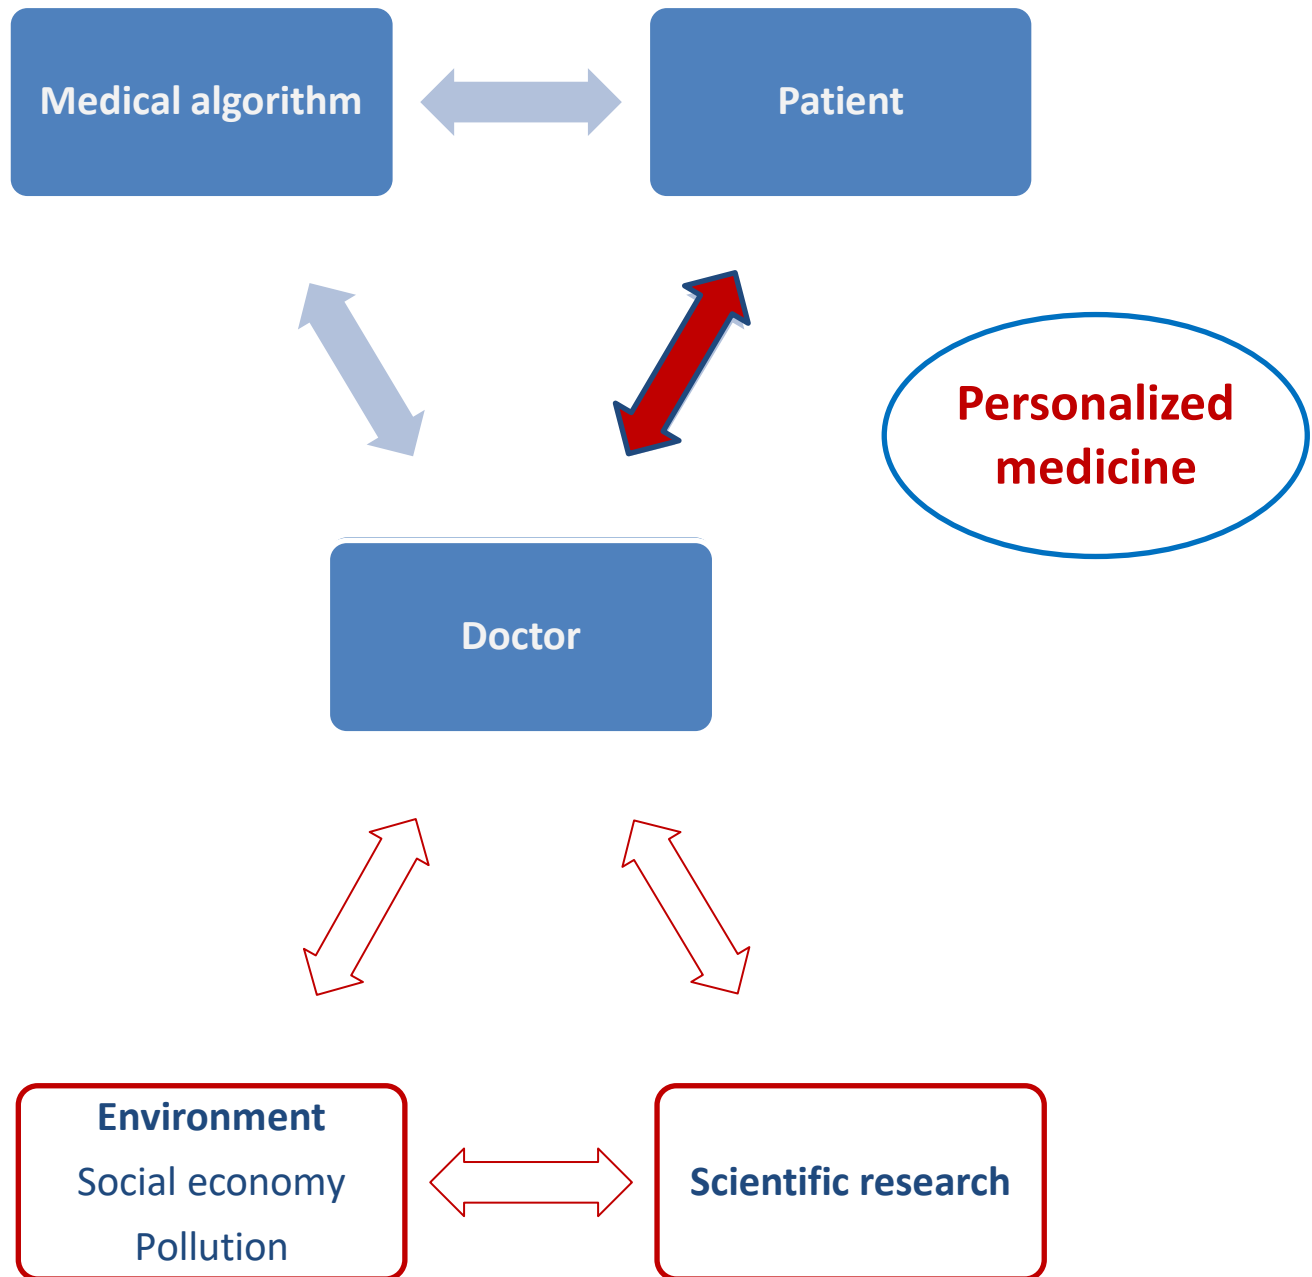 Medical algorithm
Patient
Personalized
medicine
Doctor
Environment
Social economy
Pollution
Scientific research